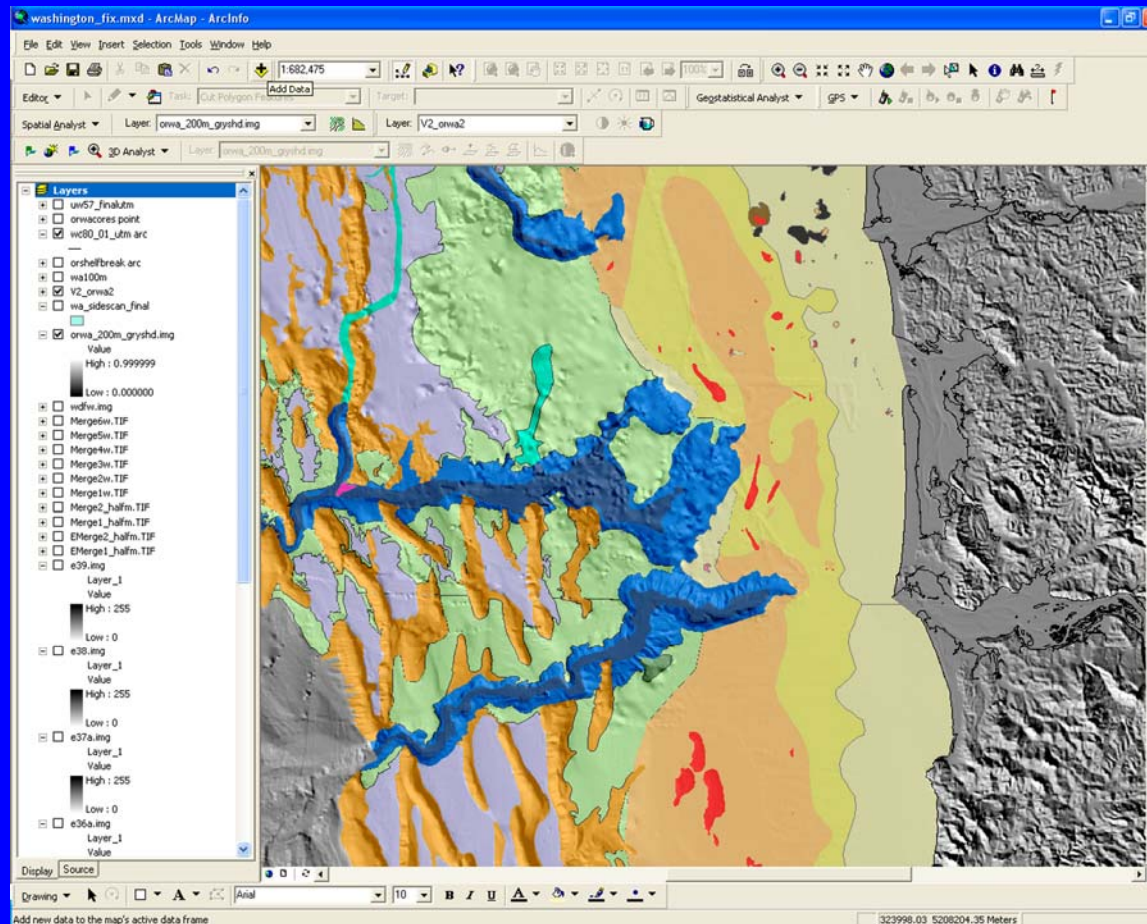 washington_fix.mxd - ArcMap - ArcInfo
File Edit View Insert Selection Tools Window Help
1:682,475
100%
Add Data
Editor Task: Cut Polygon Features Target: Geostatistical Analyst GPS
Spatial Analyst Layer: orwa_200m_gryshd.img Layer: V2_orwa2
3D Analyst Layer: orwa_200m_gryshd.img
Layers
uw57_finalutm
orwacores point
wc80_01_utm arc
orshelfbreak arc
wa100m
V2_orwa2
wa_sidescan_final
orwa_200m_gryshd.img
Value
High : 0.999999
Low : 0.000000
wdfw.img
Merge6w.TIF
Merge5w.TIF
Merge4w.TIF
Merge3w.TIF
Merge2w.TIF
Merge1w.TIF
Merge2_halfm.TIF
Merge1_halfm.TIF
EMerge2_halfm.TIF
EMerge1_halfm.TIF
e39.img
Layer_1
Value
High : 255
Low : 0
e38.img
Layer_1
Value
High : 255
Low : 0
e37a.img
Layer_1
Value
High : 255
Low : 0
e36a.img
Layer_1
Value
Display Source
Drawing A Arial 10 B I U A
Add new data to the map's active data frame 323998.03 5208204.35 Meters